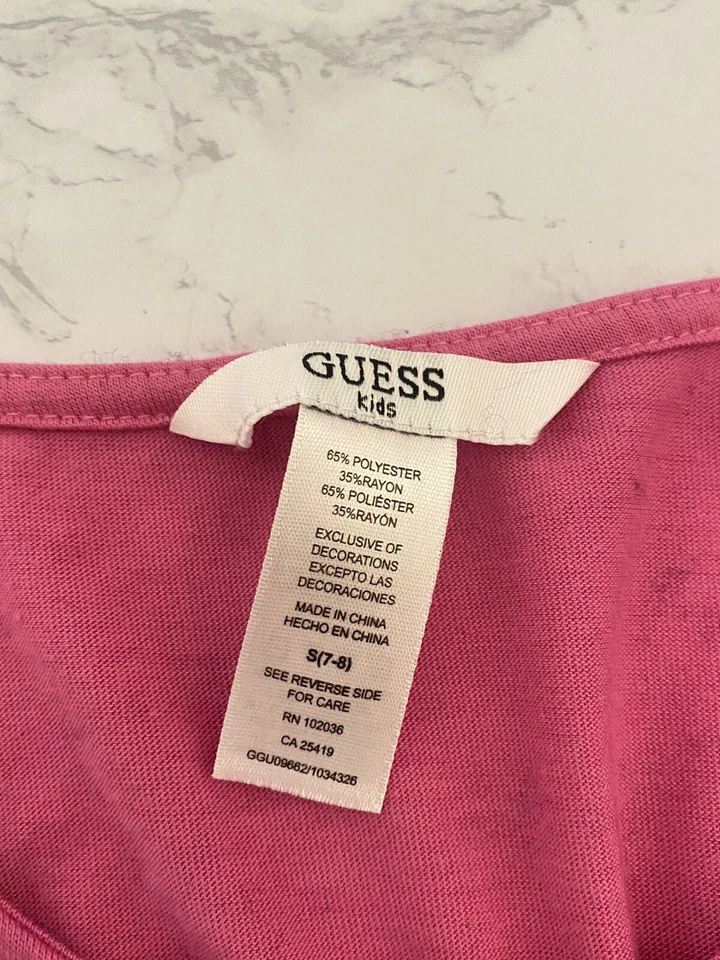 GUESS
kids
65% POLYESTER
35%RAYON
65% POLIÉSTER
35%RAYÓN
EXCLUSIVE OF
DECORATIONS
EXCEPTO LAS
DECORACIONES
MADE IN CHINA
HECHO EN CHINA
S(7-8)
SEE REVERSE SIDE
FOR CARE
RN 102036
CA 25419
GGU09662/1034326